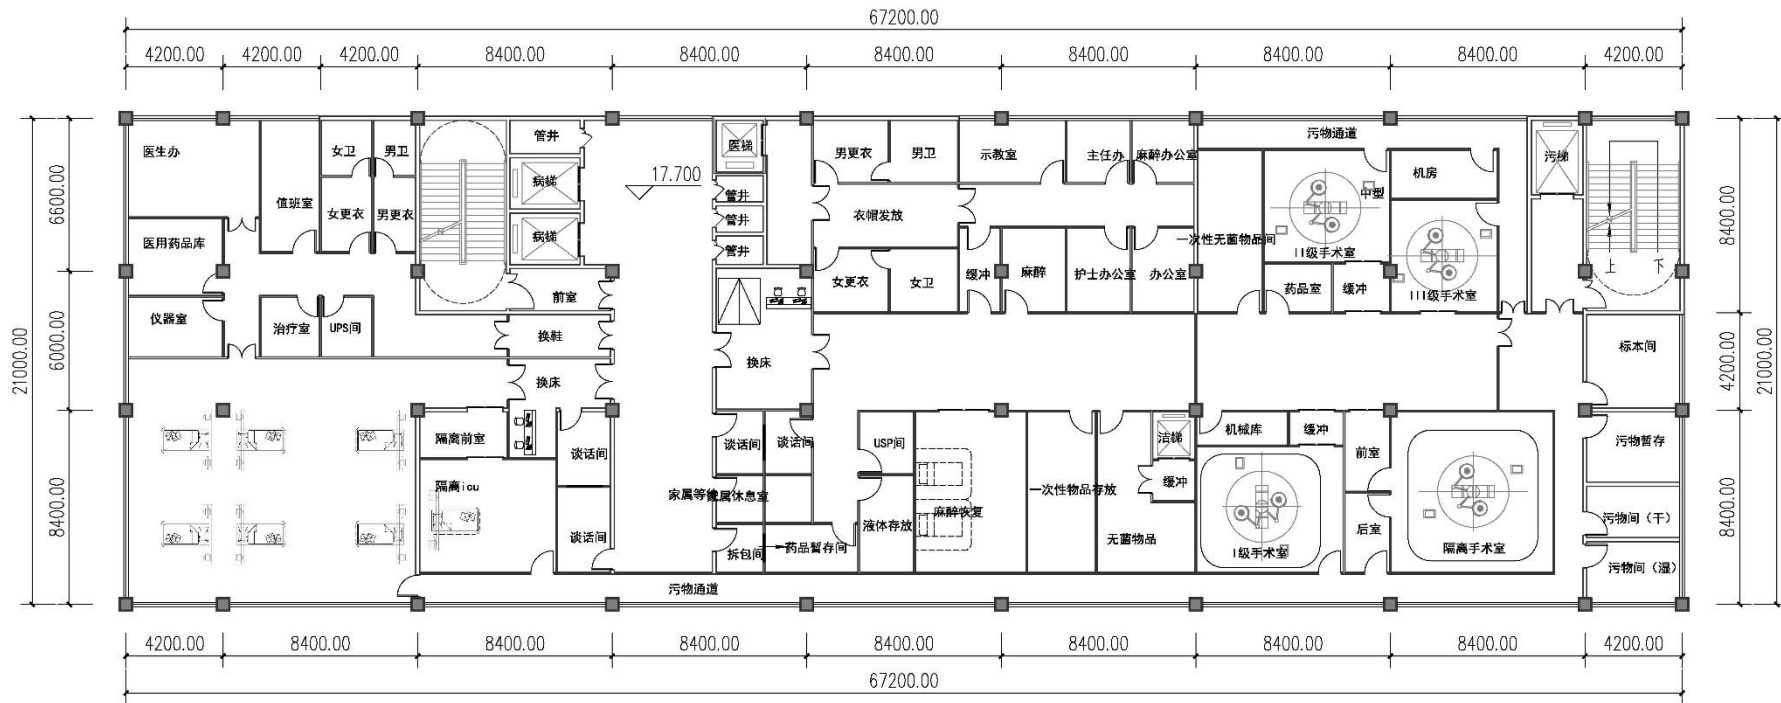 67200.00
4200.00 4200.00 4200.00 8400.00 8400.00 8400.00 8400.00 8400.00 8400.00 4200.00
21000.00
6600.00
6000.00
8400.00
8400.00
4200.00
8400.00
21000.00
医生办
值班室
女卫
男卫
女更衣
男更衣
管井
病梯
病梯
17.700
医梯
管井
管井
管井
男更衣
男卫
示教室
主任办
麻醉办公室
污物通道
机房
中型
污梯
衣帽发放
一次性无菌物品间
II级手术室
医用药品库
前室
女更衣
女卫
缓冲
麻醉
护士办公室
办公室
药品室
缓冲
III级手术室
上
下
仪器室
治疗室
UPS间
换鞋
换床
换床
标本间
隔离前室
谈话间
谈话间
谈话间
USP间
洁梯
机械库
缓冲
前室
污物暂存
隔离icu
谈话间
家属等候
家属休息室
液体存放
麻醉恢复
一次性物品存放
缓冲
无菌物品
I级手术室
后室
隔离手术室
污物间（干）
拆包间
药品暂存间
污物间（湿）
污物通道
4200.00 8400.00 8400.00 8400.00 8400.00 8400.00 8400.00 8400.00 4200.00
67200.00